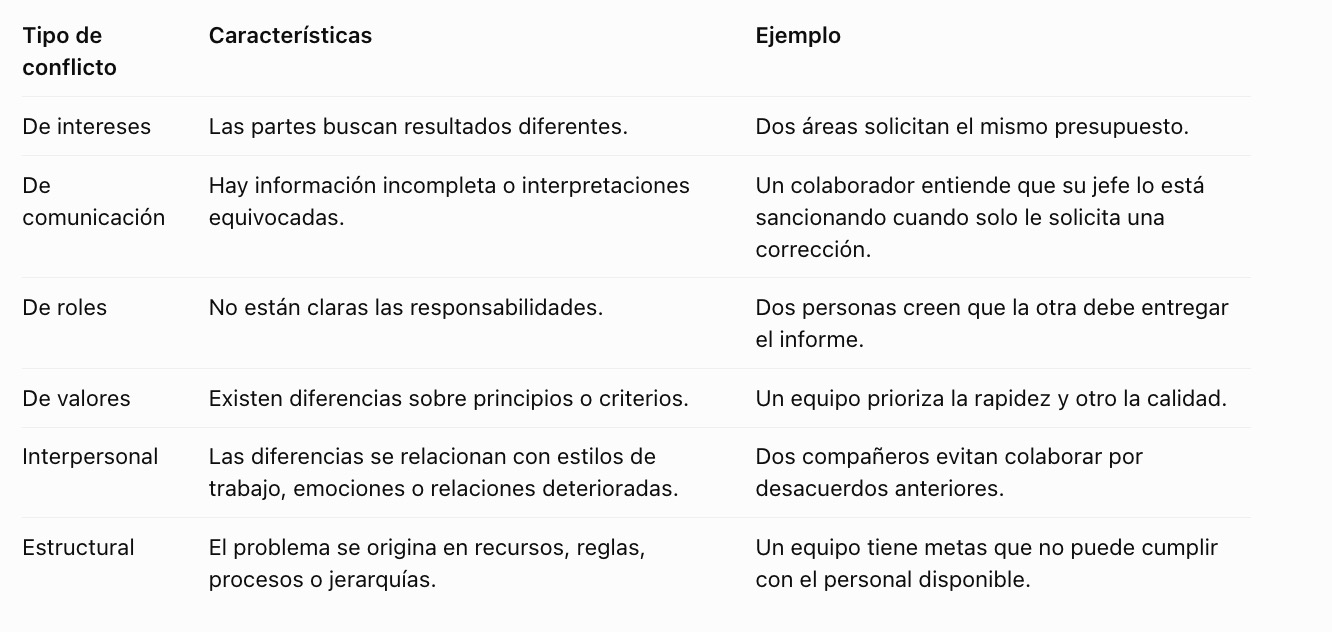 Tipo de
conflicto
Características
Ejemplo
De intereses
Las partes buscan resultados diferentes.
Dos áreas solicitan el mismo presupuesto.
De
comunicación
Hay información incompleta o interpretaciones
equivocadas.
Un colaborador entiende que su jefe lo está
sancionando cuando solo le solicita una
corrección.
De roles
No están claras las responsabilidades.
Dos personas creen que la otra debe entregar
el informe.
De valores
Existen diferencias sobre principios o criterios.
Un equipo prioriza la rapidez y otro la calidad.
Interpersonal
Las diferencias se relacionan con estilos de
trabajo, emociones o relaciones deterioradas.
Dos compañeros evitan colaborar por
desacuerdos anteriores.
Estructural
El problema se origina en recursos, reglas,
procesos o jerarquías.
Un equipo tiene metas que no puede cumplir
con el personal disponible.